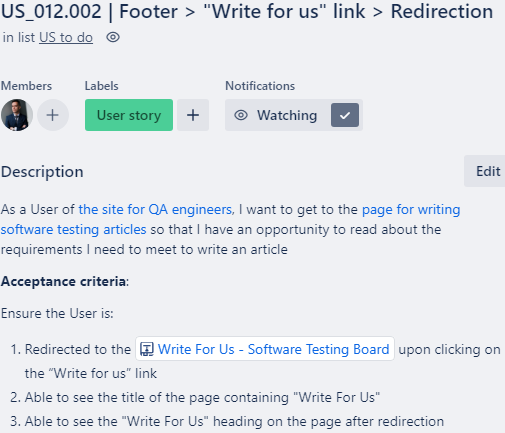 US_012.002 | Footer > "Write for us" link > Redirection
in list US to do
Members
Labels
Notifications
User story
Watching
Description
Edit
As a User of the site for QA engineers, I want to get to the page for writing
software testing articles so that I have an opportunity to read about the
requirements I need to meet to write an article
Acceptance criteria:
Ensure the User is:
1. Redirected to the Write For Us - Software Testing Board upon clicking on
the “Write for us” link
2. Able to see the title of the page containing "Write For Us"
3. Able to see the "Write For Us" heading on the page after redirection